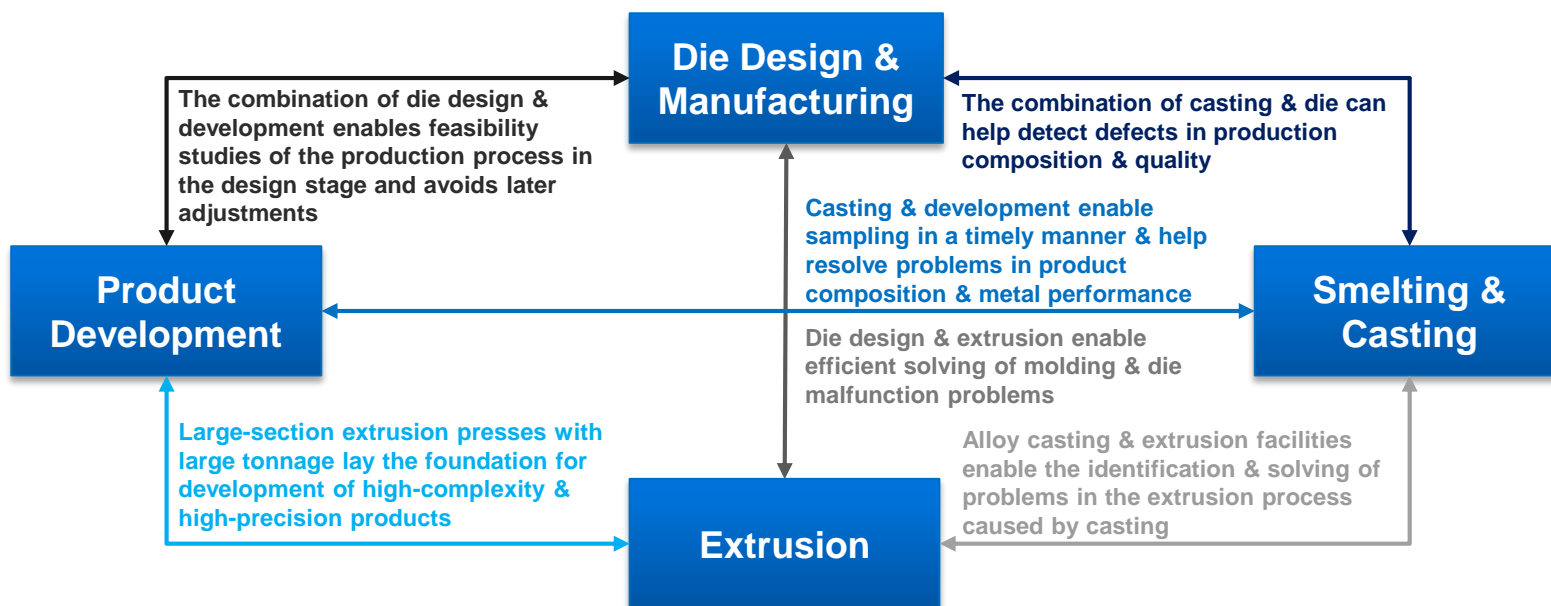 Die Design &
Manufacturing
The combination of die design &
development enables feasibility
studies of the production process in
the design stage and avoids later
adjustments
The combination of casting & die can
help detect defects in production
composition & quality
Casting & development enable
sampling in a timely manner & help
resolve problems in product
composition & metal performance
Product
Development
Smelting &
Casting
Die design & extrusion enable
efficient solving of molding & die
malfunction problems
Large-section extrusion presses with
large tonnage lay the foundation for
development of high-complexity &
high-precision products
Alloy casting & extrusion facilities
enable the identification & solving of
problems in the extrusion process
caused by casting
Extrusion